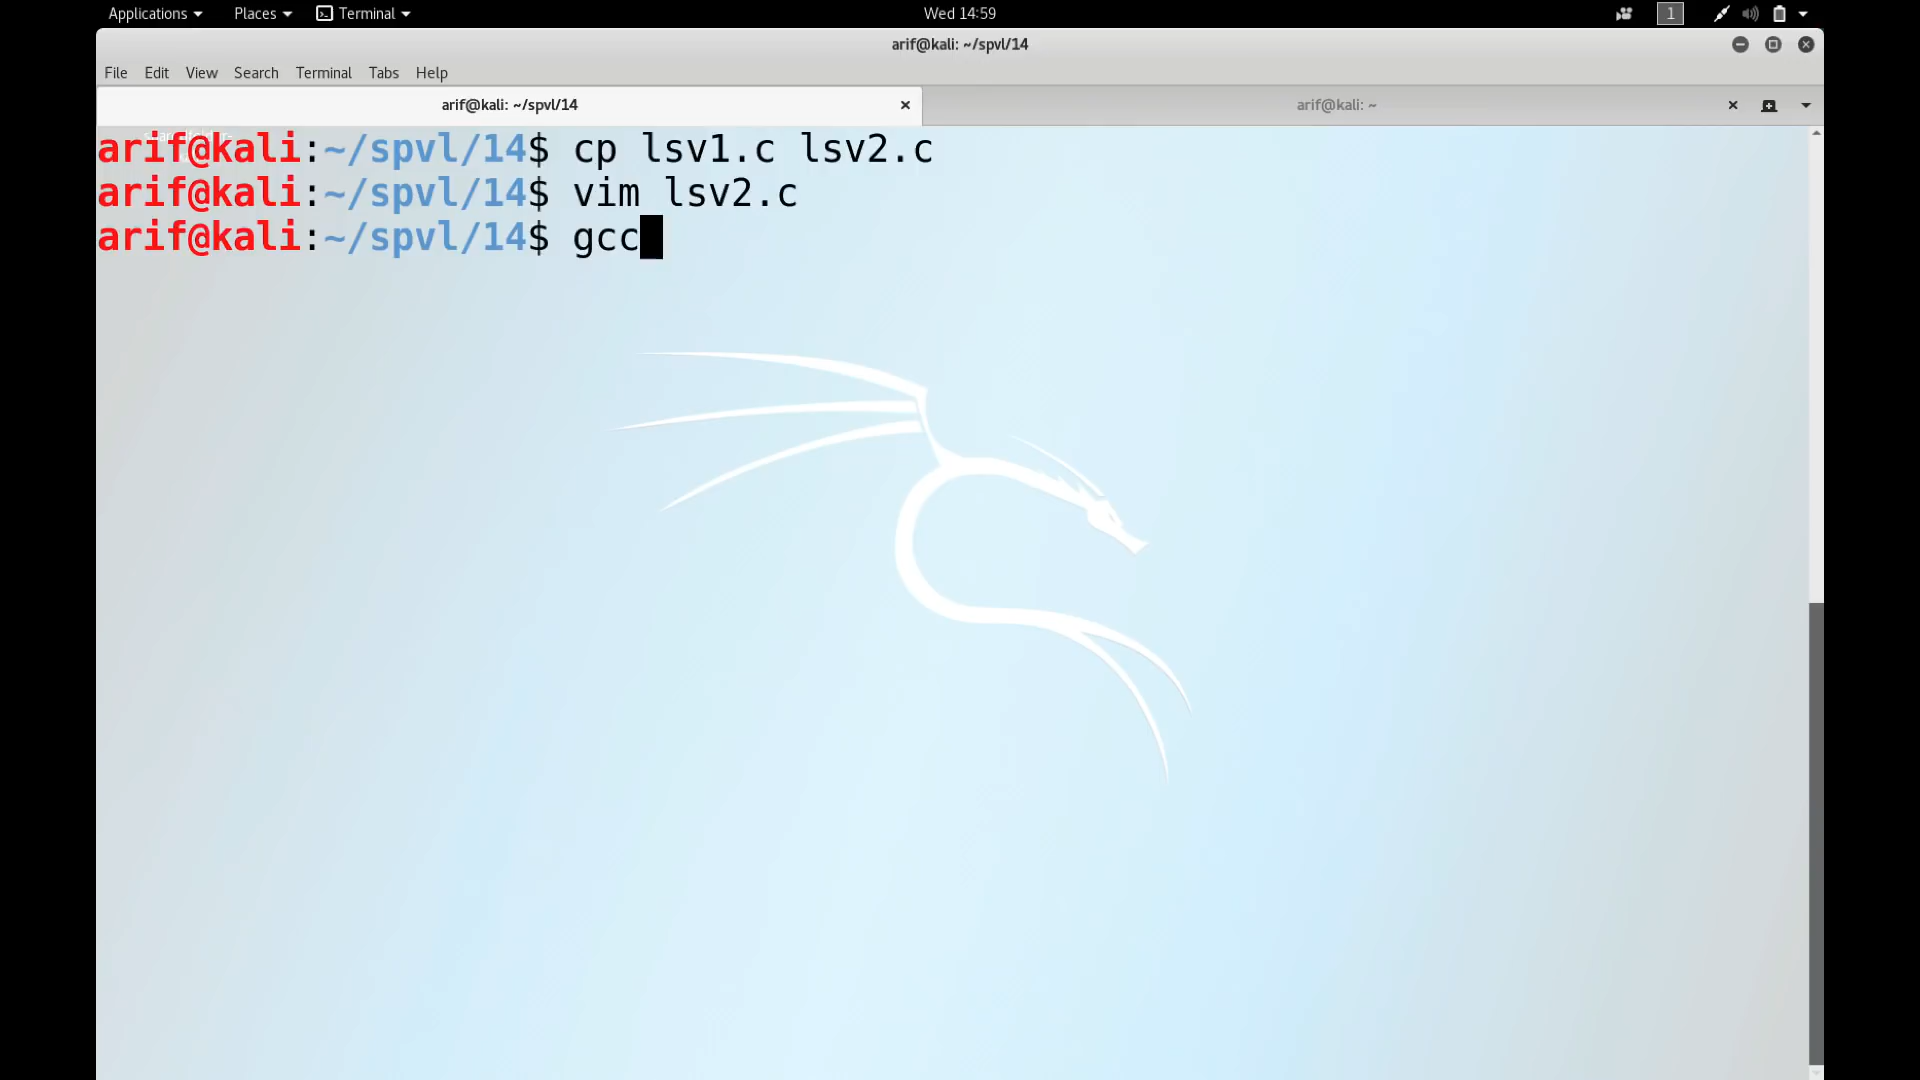 Applications Places Terminal Wed 14:59 1
arif@kali: ~/spvl/14
File Edit View Search Terminal Tabs Help
arif@kali: ~/spvl/14 arif@kali: ~
arif@kali:~/spvl/14$ cp lsv1.c lsv2.c
arif@kali:~/spvl/14$ vim lsv2.c
arif@kali:~/spvl/14$ gcc